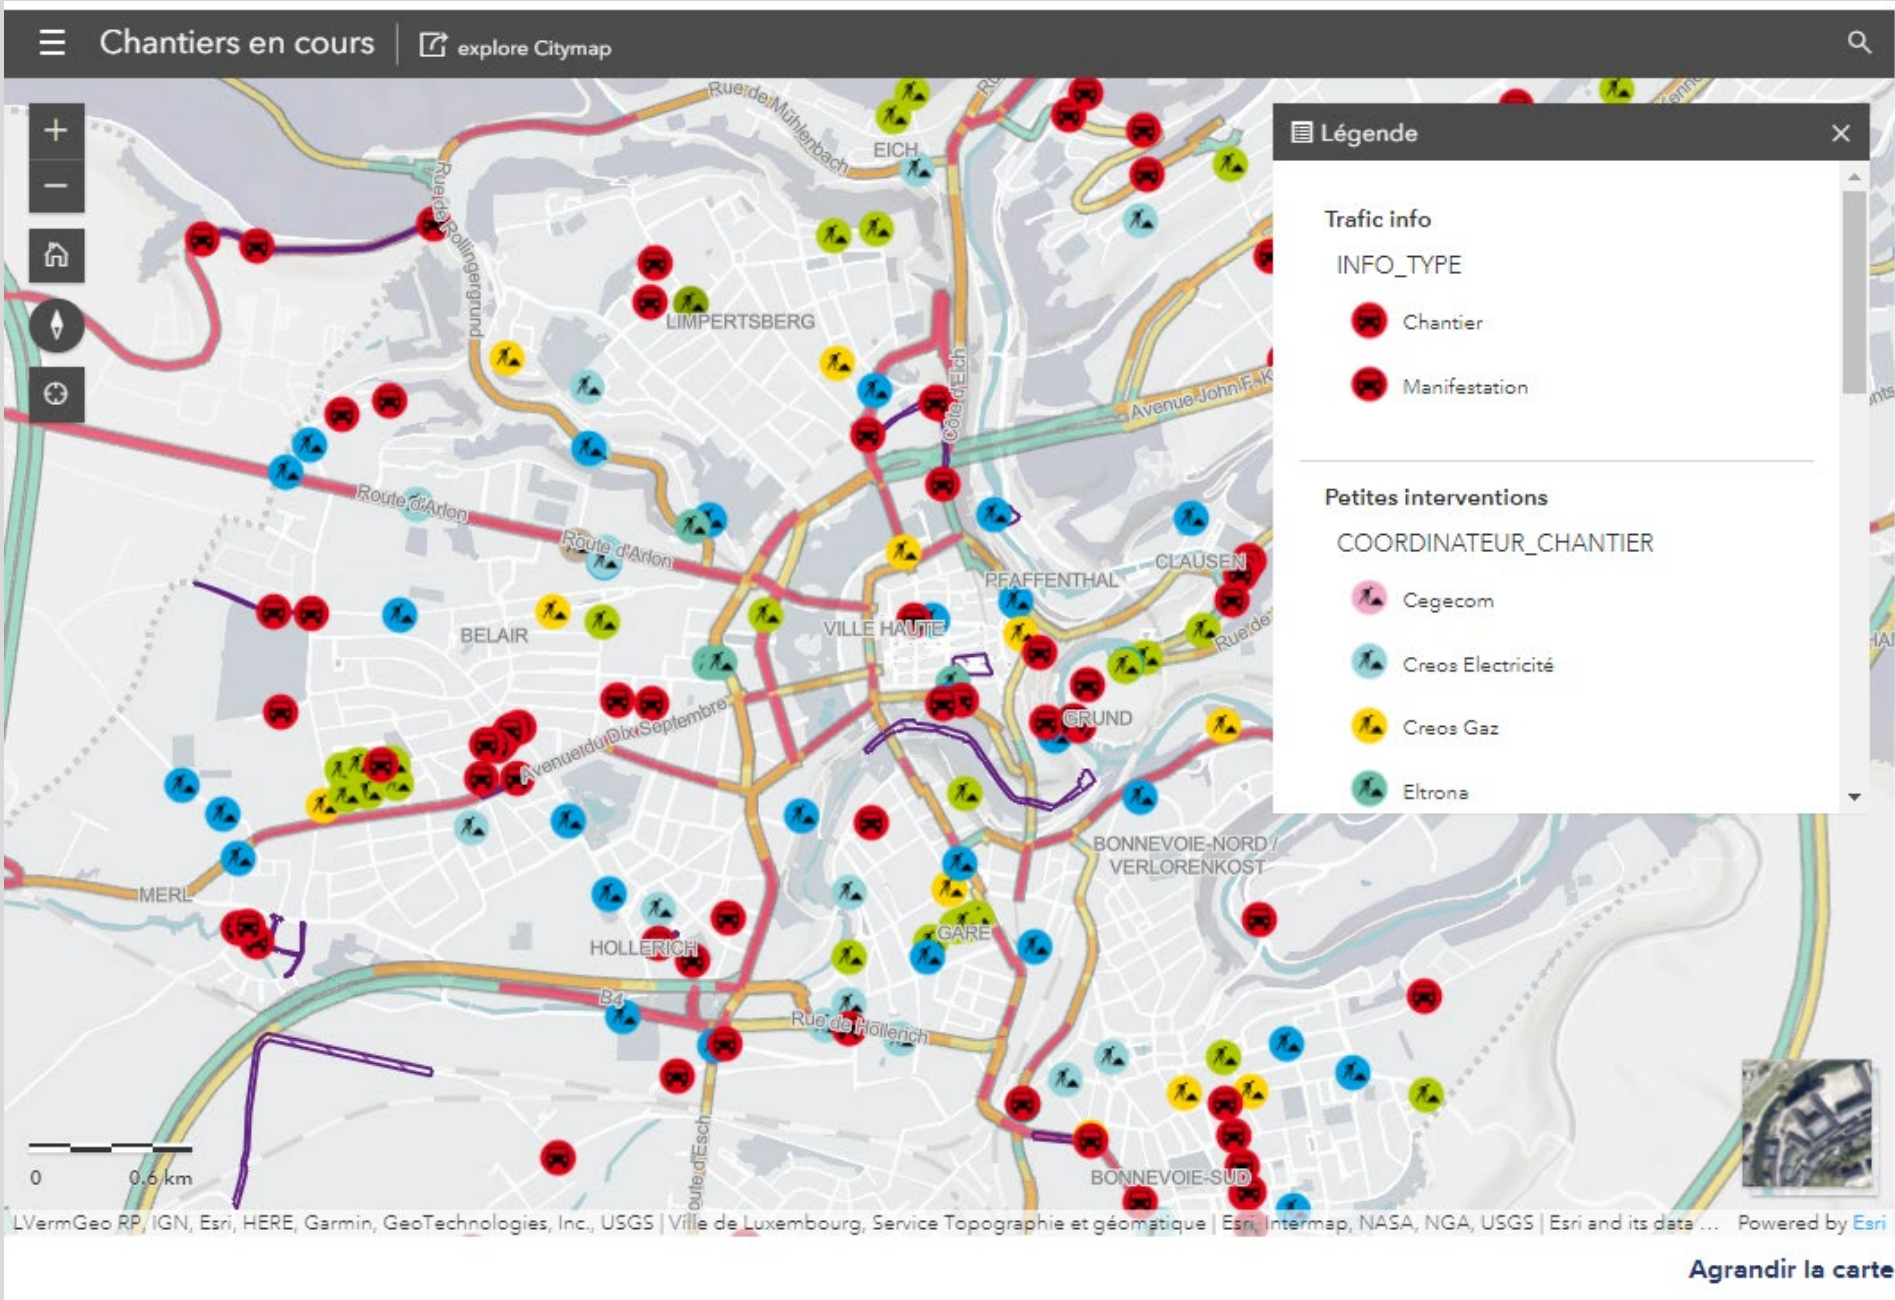 Chantiers en cours
explore Citymap
Rue de Mühlenbach
EICH
Rue de Rollingergrund
LIMPERTSBERG
Côte d'Eich
Avenue John F. K
Route d'Arlon
Route d'Arlon
PFAFFENTHAL
CLAUSEN
BELAIR
VILLE HAUTE
Rue de
Avenue du Dix Septembre
GRUND
BONNEVOIE-NORD /
VERLORENKOST
MERL
HOLLERICH
GARE
B4
Rue de Hollerich
BONNEVOIE-SUD
Légende
Trafic info
INFO_TYPE
Chantier
Manifestation
Petites interventions
COORDINATEUR_CHANTIER
Cegecom
Creos Electricité
Creos Gaz
Eltrona
0 0.6 km
LVermGeo RP, IGN, Esri, HERE, Garmin, GeoTechnologies, Inc., USGS | Ville de Luxembourg, Service Topographie et géomatique | Esri, Intermap, NASA, NGA, USGS | Esri and its data ... Powered by Esri
Agrandir la carte